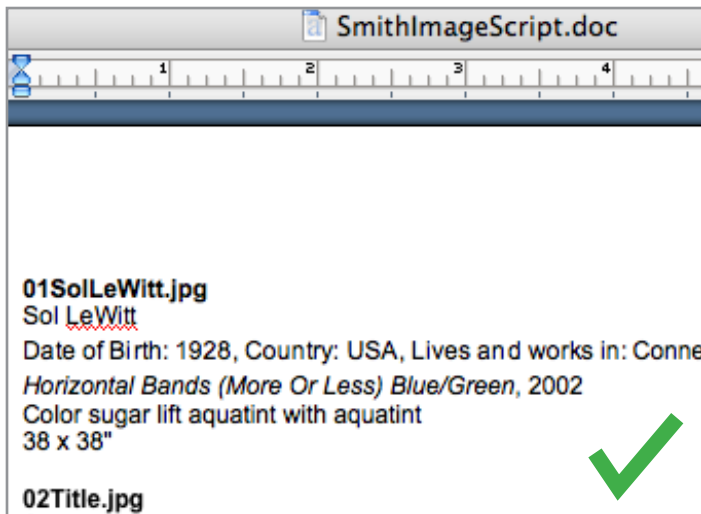 SmithImageScript.doc
1 2 3 4
01SolLeWitt.jpg
Sol LeWitt
Date of Birth: 1928, Country: USA, Lives and works in:
Horizontal Bands (More Or Less) Blue/Green, 2002
Color sugar lift aquatint with aquatint
38 x 38"
02Title.jpg